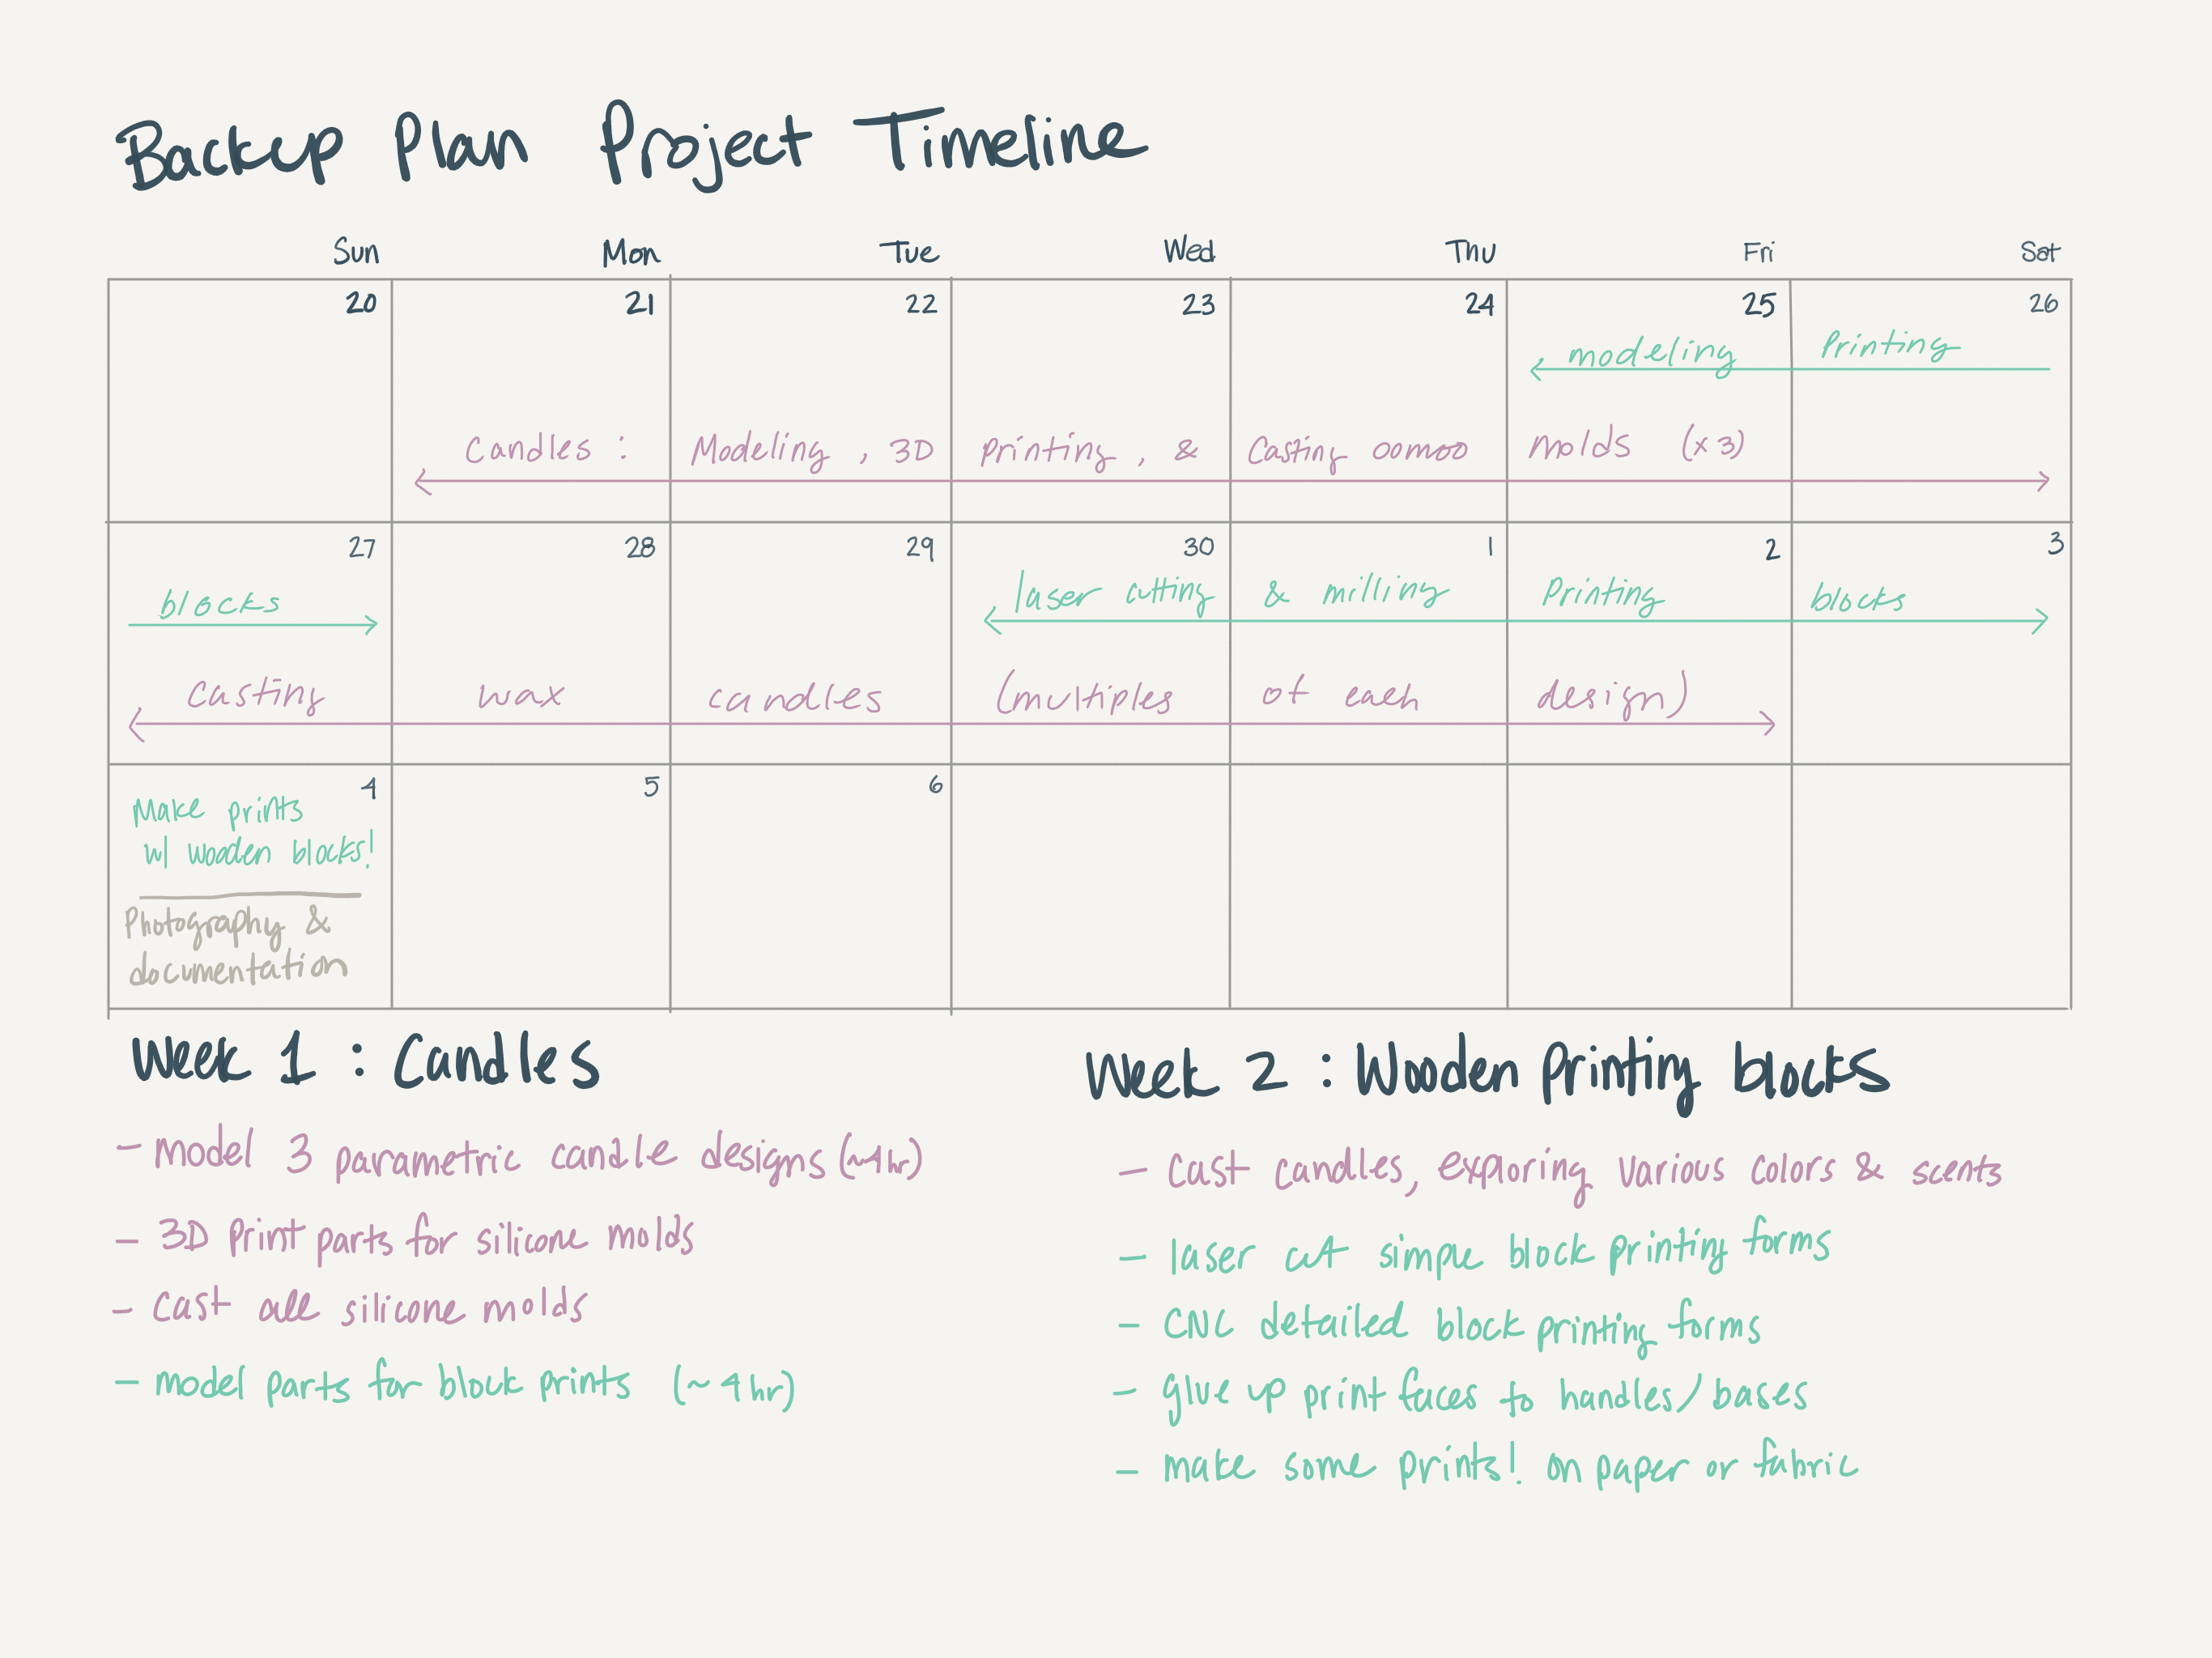 Backup Plan Project Timeline
Sun Mon Tue Wed Thu Fri Sat
20 21 22 23 24 25 26
modeling printing
Candles : Modeling , 3D printing , & Casting oomoo molds (x3)
27 28 29 30 1 2 3
blocks laser cutting & milling printing blocks
casting wax candles (multiples of each design)
4 5 6
Make prints
w/ wooden blocks!
Photography &
documentation
Week 1 : Candles
- model 3 parametric candle designs (~1hr)
- 3D print parts for silicone molds
- cast all silicone molds
- model parts for block prints (~1hr)
Week 2 : Wooden Printing blocks
- cast candles, exploring various colors & scents
- laser cut simple block printing forms
- CNC detailed block printing forms
- glue up print faces to handles/bases
- make some prints! on paper or fabric